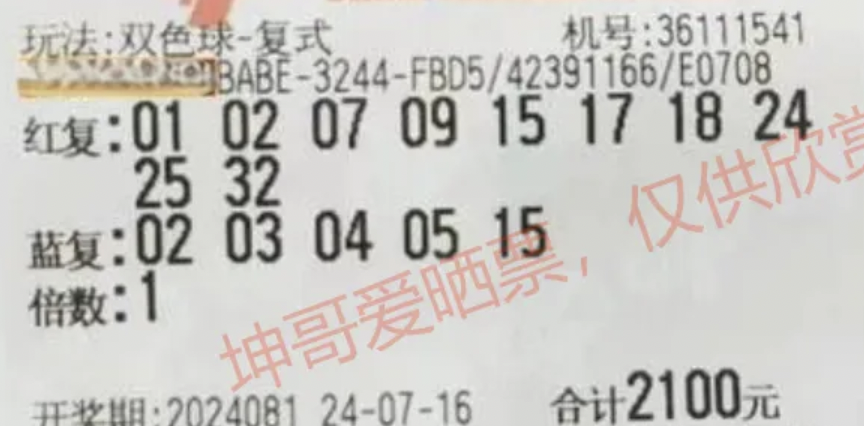 玩法:双色球-复式 机号:36111541
BABE-3244-FBD5/42391166/E0708
红复:01 02 07 09 15 17 18 24
25 32
蓝复:02 03 04 05 15
倍数:1
坤哥爱晒票，仅供欣赏
开奖期:2024081 24-07-16 合计2100元